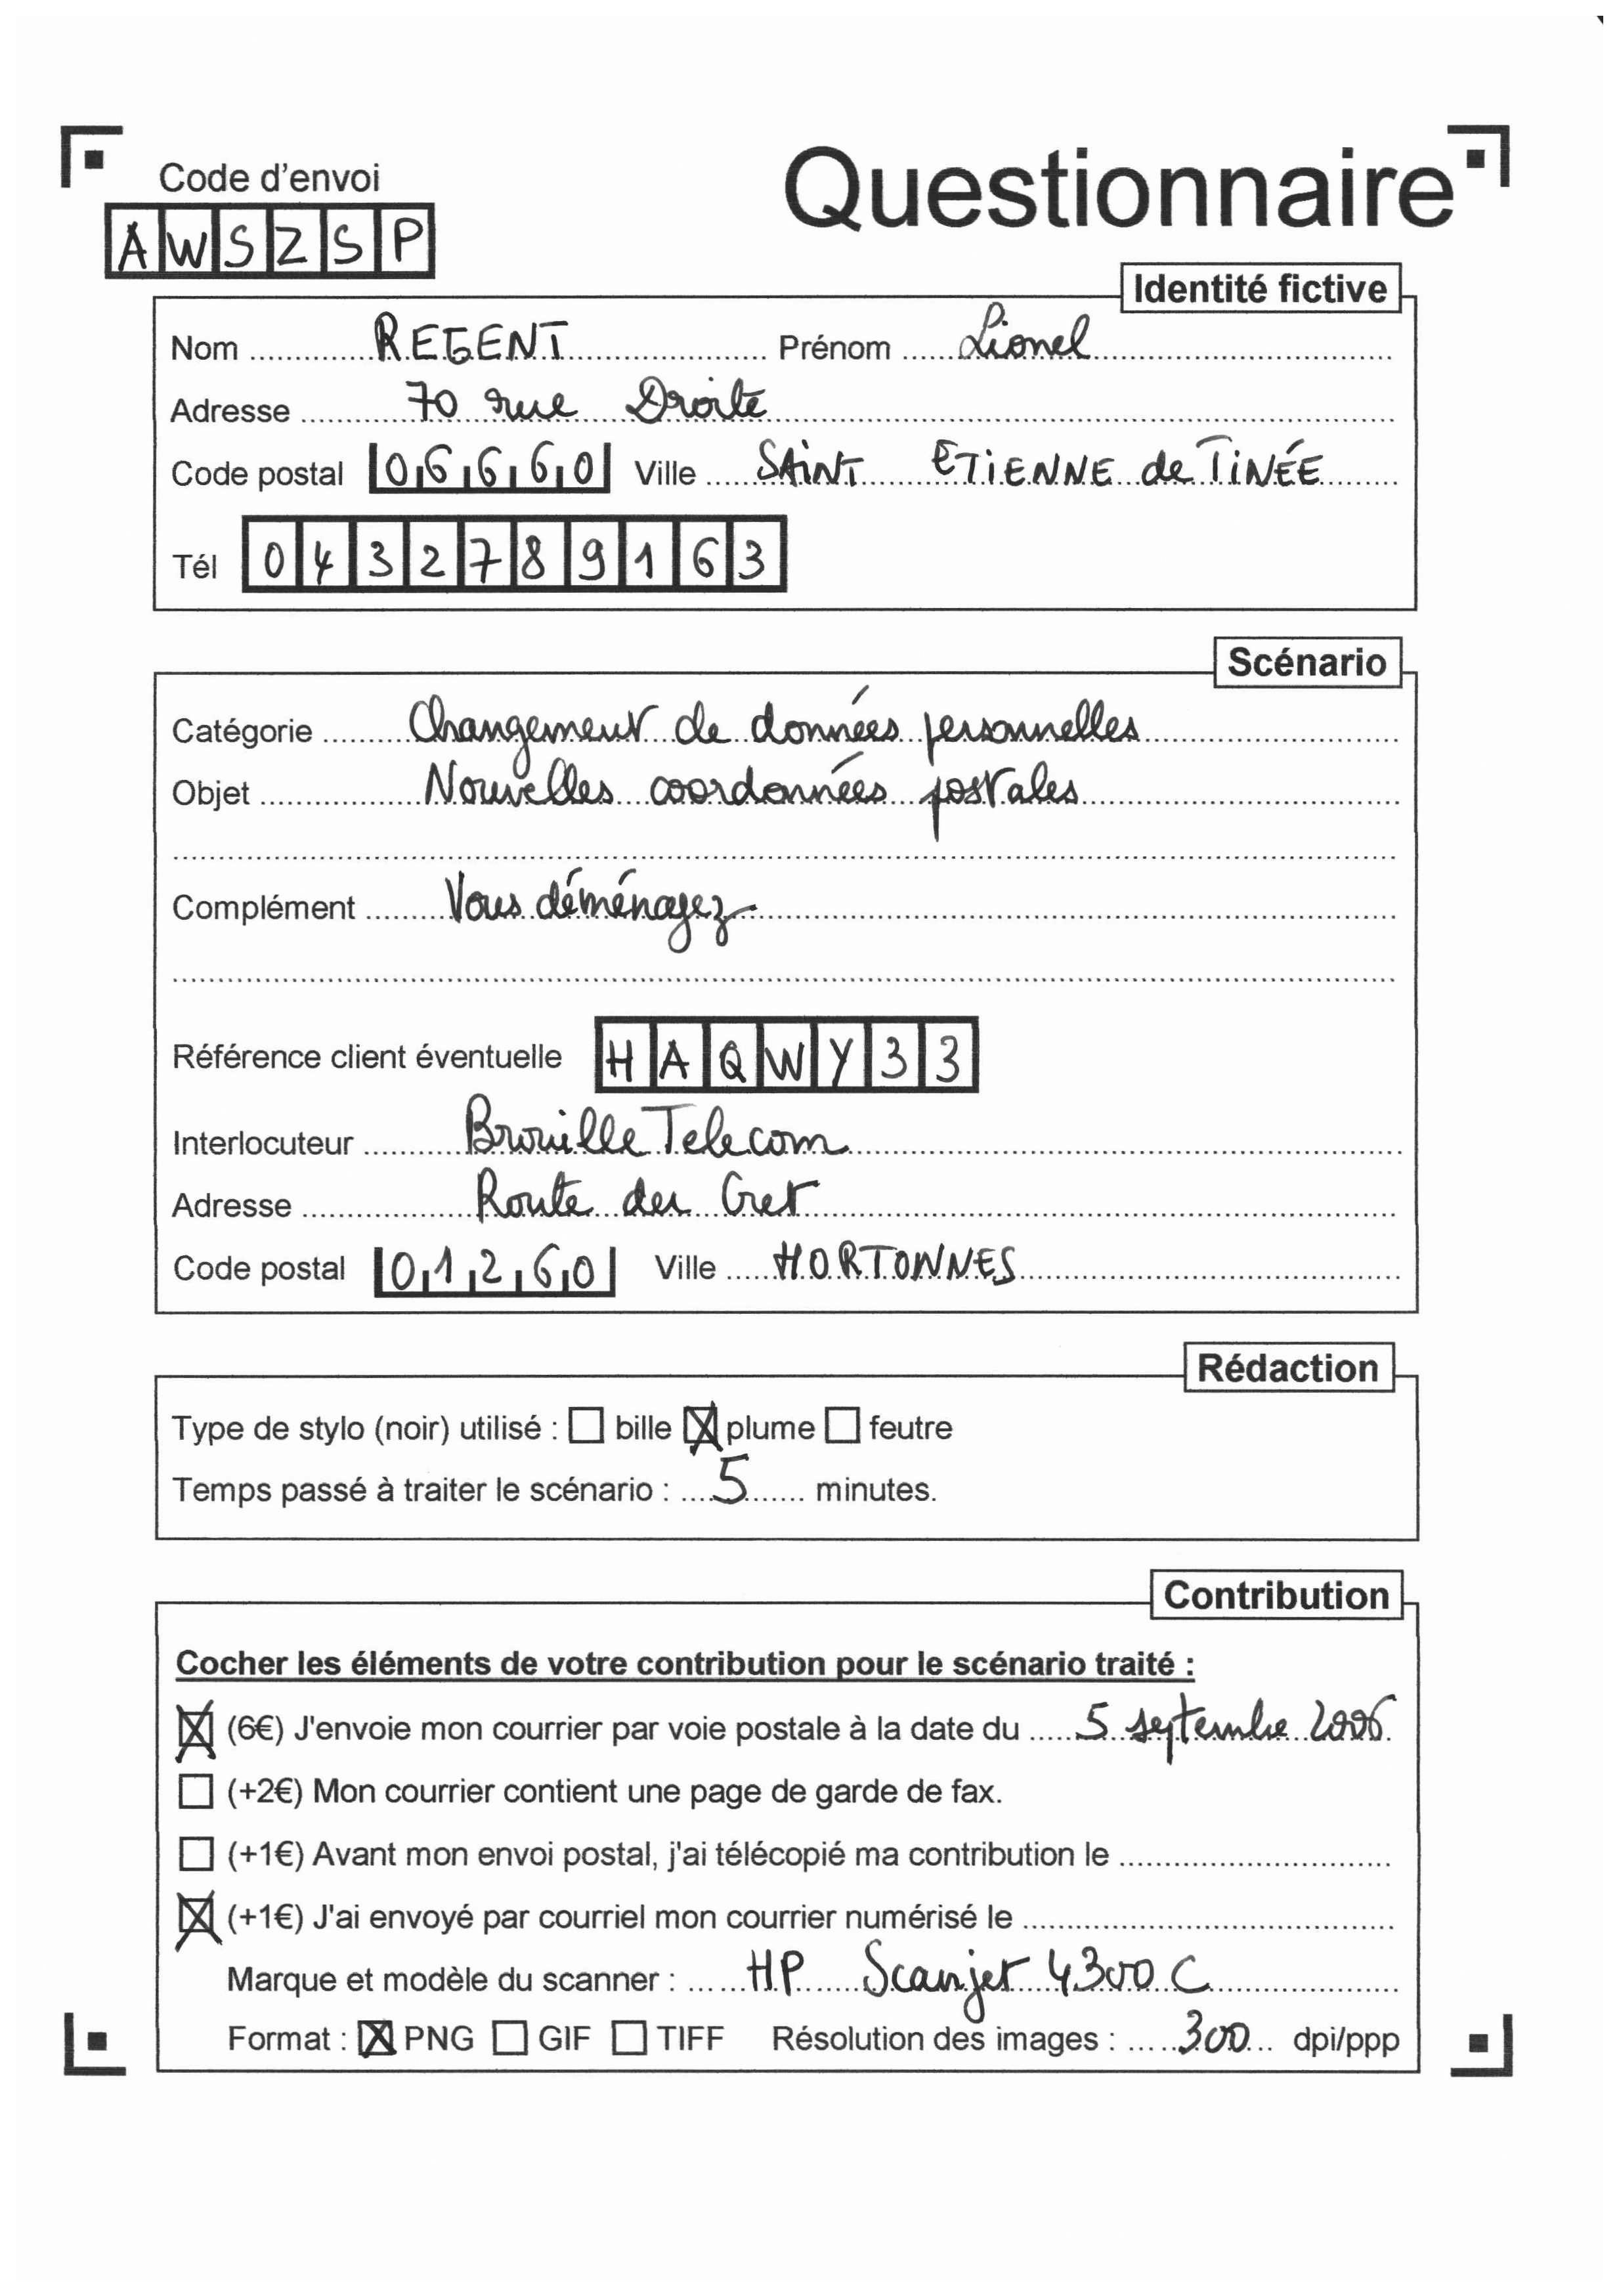 Code d'envoi
Questionnaire
AWSZSP
Identité fictive
Nom REGENT Prénom Lionel
Adresse 70 rue Droite
Code postal 06660 Ville SAINT ETIENNE de TINÉE
Tél 0432789163
Scénario
Catégorie Changement de données personnelles
Objet Nouvelles coordonnées postales
Complément Vous déménagez
Référence client éventuelle HAQWY33
Interlocuteur Brouille Telecom
Adresse Route du Cret
Code postal 01260 Ville HORTONNES
Rédaction
Type de stylo (noir) utilisé : ☐ bille ☒ plume ☐ feutre
Temps passé à traiter le scénario : 5 minutes.
Contribution
Cocher les éléments de votre contribution pour le scénario traité :
☒ (6€) J'envoie mon courrier par voie postale à la date du 5 septembre 2006
☐ (+2€) Mon courrier contient une page de garde de fax.
☐ (+1€) Avant mon envoi postal, j'ai télécopié ma contribution le
☒ (+1€) J'ai envoyé par courriel mon courrier numérisé le
Marque et modèle du scanner : HP Scanjet 4300 C
Format : ☒ PNG ☐ GIF ☐ TIFF Résolution des images : 300 dpi/ppp